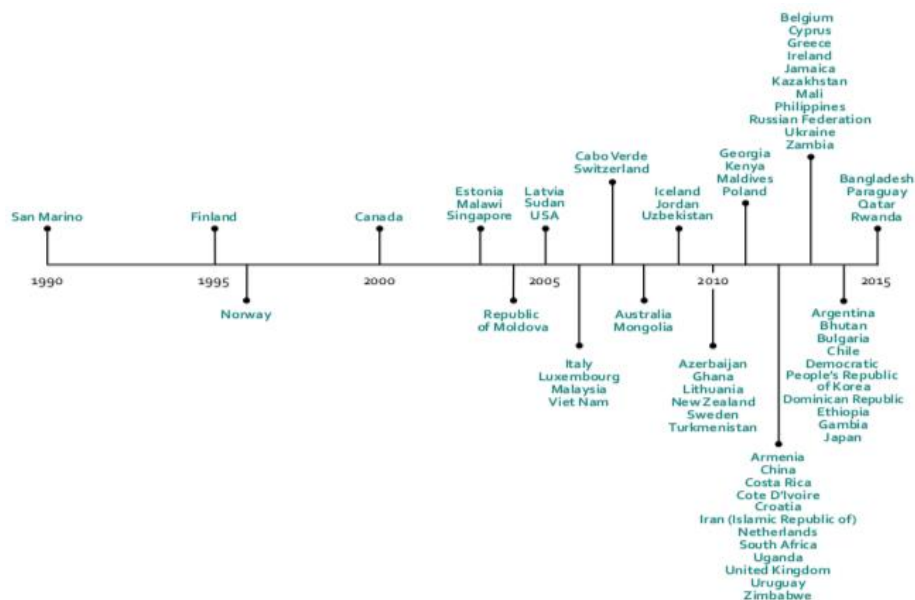 Belgium
Cyprus
Greece
Ireland
Jamaica
Kazakhstan
Mali
Philippines
Russian Federation
Ukraine
Zambia
Georgia
Kenya
Maldives
Poland
Cabo Verde
Switzerland
Bangladesh
Paraguay
Qatar
Rwanda
Estonia
Malawi
Singapore
Latvia
Sudan
USA
Iceland
Jordan
Uzbekistan
San Marino
Finland
Canada
1990
1995
2000
2005
2010
2015
Norway
Republic
of Moldova
Australia
Mongolia
Argentina
Bhutan
Bulgaria
Chile
Democratic
People's Republic
of Korea
Dominican Republic
Ethiopia
Gambia
Japan
Italy
Luxembourg
Malaysia
Viet Nam
Azerbaijan
Ghana
Lithuania
New Zealand
Sweden
Turkmenistan
Armenia
China
Costa Rica
Cote D'Ivoire
Croatia
Iran (Islamic Republic of)
Netherlands
South Africa
Uganda
United Kingdom
Uruguay
Zimbabwe